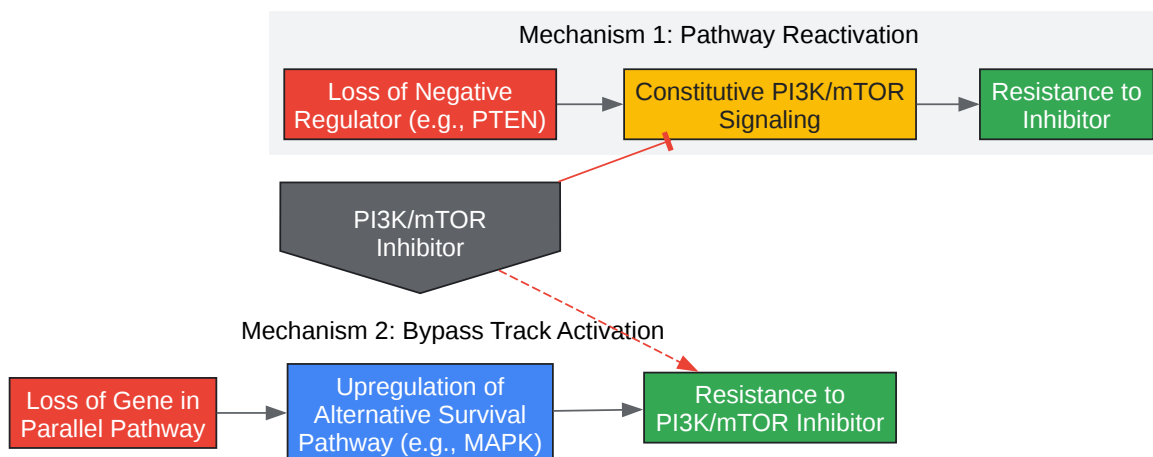 Mechanism 1: Pathway Reactivation
Loss of Negative
Regulator (e.g., PTEN)
Constitutive PI3K/mTOR
Signaling
Resistance to
Inhibitor
PI3K/mTOR
Inhibitor
Mechanism 2: Bypass Track Activation
Loss of Gene in
Parallel Pathway
Upregulation of
Alternative Survival
Pathway (e.g., MAPK)
Resistance to
PI3K/mTOR Inhibitor